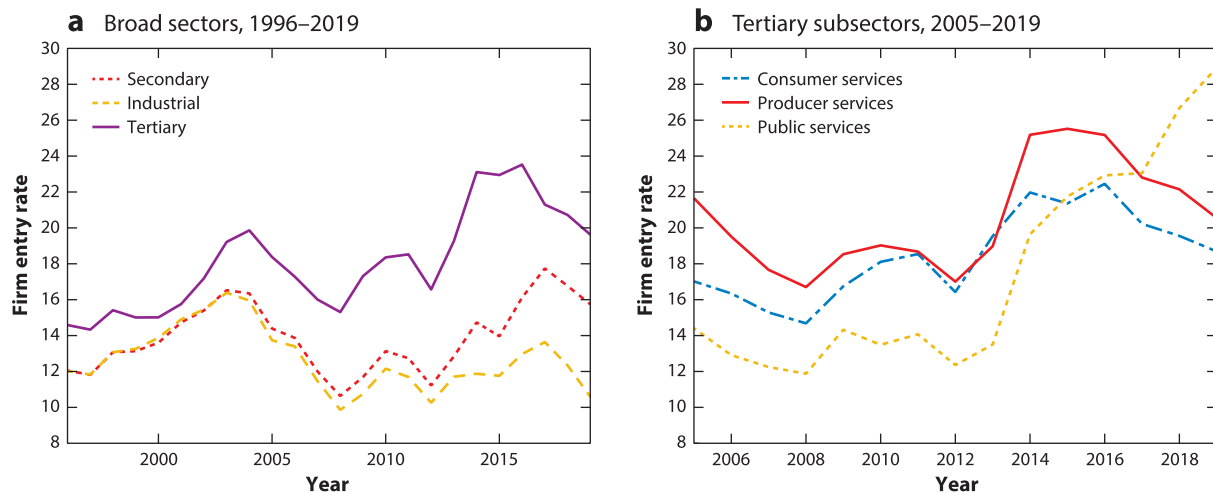 a Broad sectors, 1996–2019
Firm entry rate
30
28
26
24
22
20
18
16
14
12
10
8
Secondary
Industrial
Tertiary
2000 2005 2010 2015
Year
b Tertiary subsectors, 2005–2019
Firm entry rate
30
28
26
24
22
20
18
16
14
12
10
8
Consumer services
Producer services
Public services
2006 2008 2010 2012 2014 2016 2018
Year